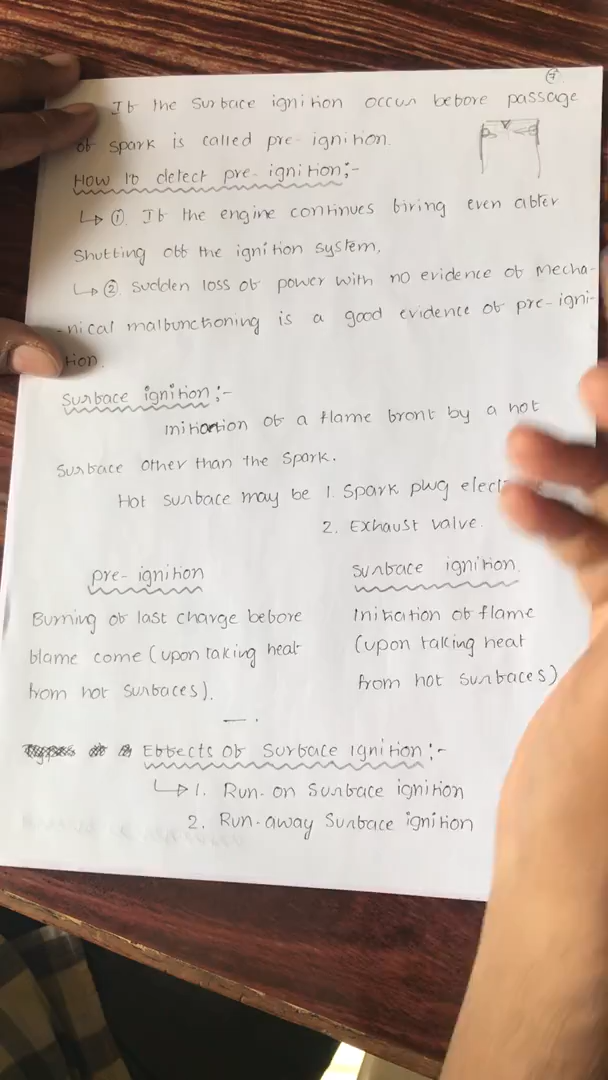 7
If the surface ignition occur before passage
of spark is called pre-ignition.
How to detect pre-ignition;-
↳ ①. If the engine continues firing even after
shutting off the ignition system,
↳ ② sudden loss of power with no evidence of mecha-
-nical malfunctioning is a good evidence of pre-igni-
tion.
Surface ignition:-
initiation of a flame front by a hot
surface other than the spark.
Hot surface may be 1. spark plug
2. Exhaust valve.
pre-ignition surface ignition.
Burning of last charge before Initiation of flame
flame come (upon taking heat (upon taking heat
from hot surfaces). from hot surfaces)
Effects of surface ignition:-
↳ 1. Run-on surface ignition
2. Run-away surface ignition